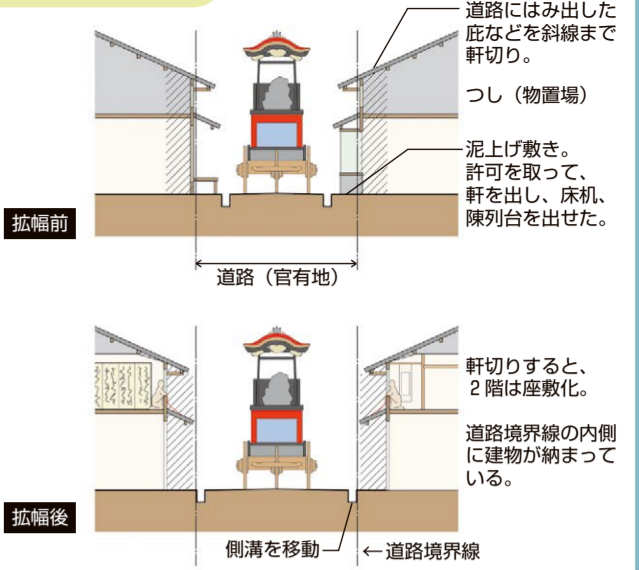 道路にはみ出した
庇などを斜線まで
軒切り。
つし（物置場）
泥上げ敷き。
許可を取って、
軒を出し、床机、
陳列台を出せた。
拡幅前
道路（官有地）
軒切りすると、
２階は座敷化。
道路境界線の内側
に建物が納まって
いる。
拡幅後
側溝を移動
←道路境界線